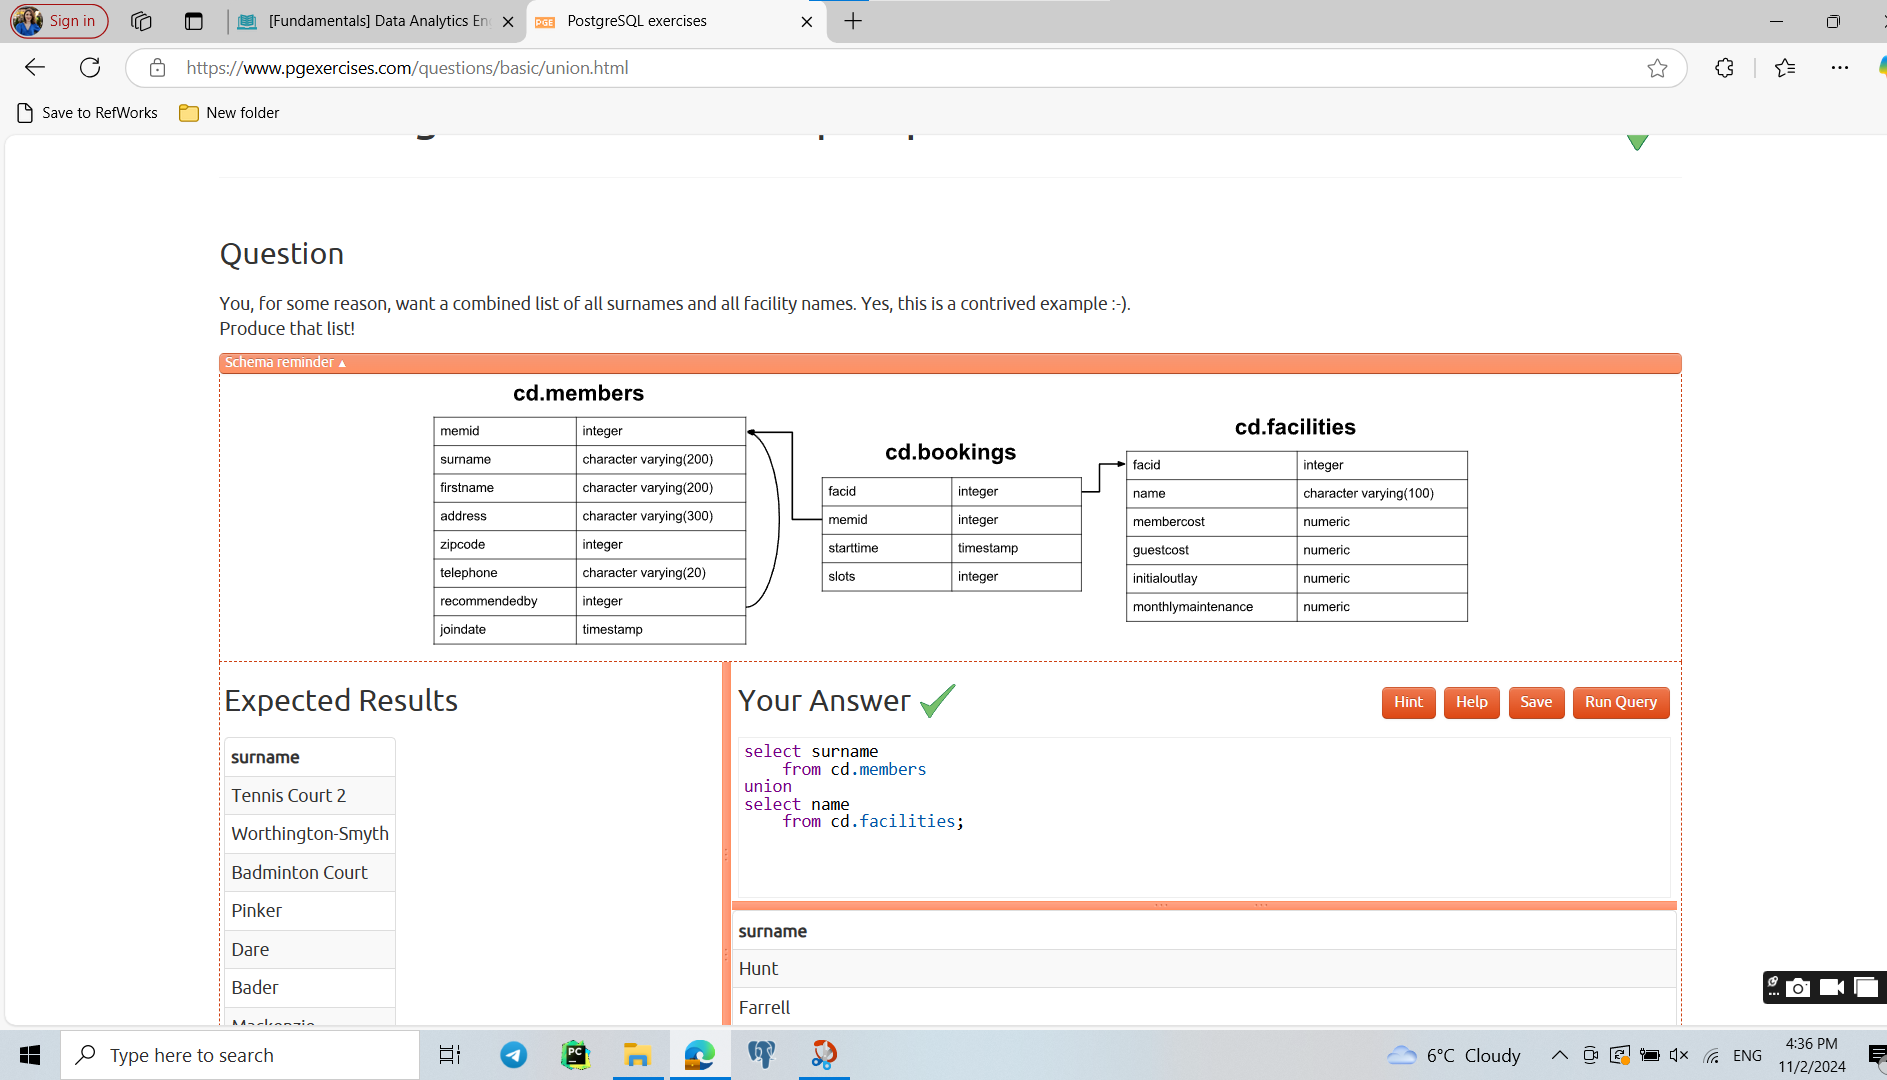 Sign in
[Fundamentals] Data Analytics En
PGE PostgreSQL exercises
https://www.pgexercises.com/questions/basic/union.html
Save to RefWorks
New folder
Question
You, for some reason, want a combined list of all surnames and all facility names. Yes, this is a contrived example :-).
Produce that list!
Schema reminder ▲
cd.members
memid integer
surname character varying(200)
firstname character varying(200)
address character varying(300)
zipcode integer
telephone character varying(20)
recommendedby integer
joindate timestamp
cd.bookings
facid integer
memid integer
starttime timestamp
slots integer
cd.facilities
facid integer
name character varying(100)
membercost numeric
guestcost numeric
initialoutlay numeric
monthlymaintenance numeric
Expected Results
surname
Tennis Court 2
Worthington-Smyth
Badminton Court
Pinker
Dare
Bader
Mackenzie
Your Answer
Hint
Help
Save
Run Query
select surname
from cd.members
union
select name
from cd.facilities;
surname
Hunt
Farrell
Type here to search
PC
6°C Cloudy
ENG
4:36 PM
11/2/2024